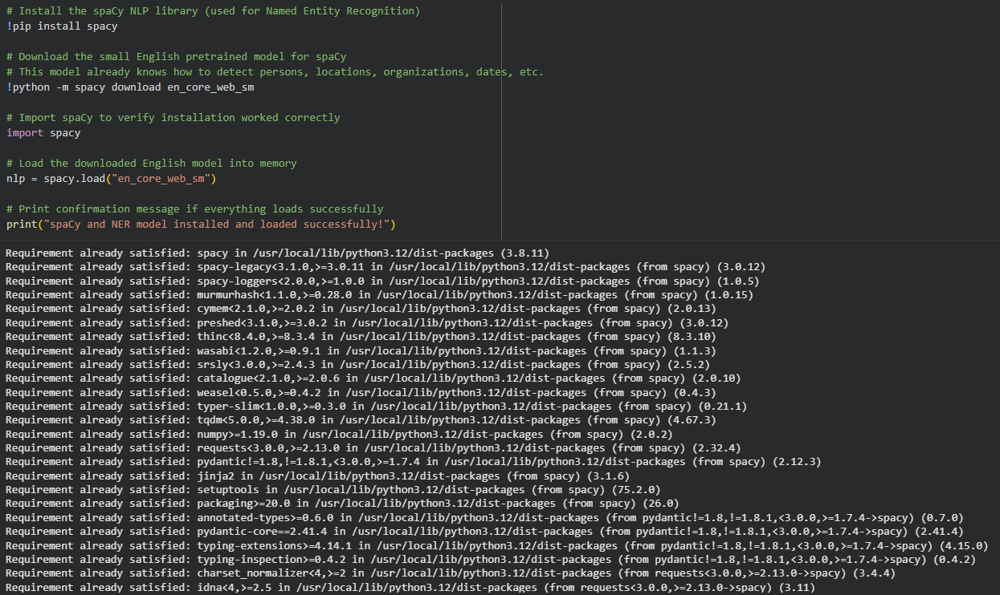 # Install the spaCy NLP library (used for Named Entity Recognition)
!pip install spacy
# Download the small English pretrained model for spaCy
# This model already knows how to detect persons, locations, organizations, dates, etc.
!python -m spacy download en_core_web_sm
# Import spaCy to verify installation worked correctly
import spacy
# Load the downloaded English model into memory
nlp = spacy.load("en_core_web_sm")
# Print confirmation message if everything loads successfully
print("spaCy and NER model installed and loaded successfully!")
Requirement already satisfied: spacy in /usr/local/lib/python3.12/dist-packages (3.8.11)
Requirement already satisfied: spacy-legacy<3.1.0,>=3.0.11 in /usr/local/lib/python3.12/dist-packages (from spacy) (3.0.12)
Requirement already satisfied: spacy-loggers<2.0.0,>=1.0.0 in /usr/local/lib/python3.12/dist-packages (from spacy) (1.0.5)
Requirement already satisfied: murmurhash<1.1.0,>=0.28.0 in /usr/local/lib/python3.12/dist-packages (from spacy) (1.0.15)
Requirement already satisfied: cymem<2.1.0,>=2.0.2 in /usr/local/lib/python3.12/dist-packages (from spacy) (2.0.13)
Requirement already satisfied: preshed<3.1.0,>=3.0.2 in /usr/local/lib/python3.12/dist-packages (from spacy) (3.0.12)
Requirement already satisfied: thinc<8.4.0,>=8.3.4 in /usr/local/lib/python3.12/dist-packages (from spacy) (8.3.10)
Requirement already satisfied: wasabi<1.2.0,>=0.9.1 in /usr/local/lib/python3.12/dist-packages (from spacy) (1.1.3)
Requirement already satisfied: srsly<3.0.0,>=2.4.3 in /usr/local/lib/python3.12/dist-packages (from spacy) (2.5.2)
Requirement already satisfied: catalogue<2.1.0,>=2.0.6 in /usr/local/lib/python3.12/dist-packages (from spacy) (2.0.10)
Requirement already satisfied: weasel<0.5.0,>=0.4.2 in /usr/local/lib/python3.12/dist-packages (from spacy) (0.4.3)
Requirement already satisfied: typer-slim<1.0.0,>=0.3.0 in /usr/local/lib/python3.12/dist-packages (from spacy) (0.21.1)
Requirement already satisfied: tqdm<5.0.0,>=4.38.0 in /usr/local/lib/python3.12/dist-packages (from spacy) (4.67.3)
Requirement already satisfied: numpy>=1.19.0 in /usr/local/lib/python3.12/dist-packages (from spacy) (2.0.2)
Requirement already satisfied: requests<3.0.0,>=2.13.0 in /usr/local/lib/python3.12/dist-packages (from spacy) (2.32.4)
Requirement already satisfied: pydantic!=1.8,!=1.8.1,<3.0.0,>=1.7.4 in /usr/local/lib/python3.12/dist-packages (from spacy) (2.12.3)
Requirement already satisfied: jinja2 in /usr/local/lib/python3.12/dist-packages (from spacy) (3.1.6)
Requirement already satisfied: setuptools in /usr/local/lib/python3.12/dist-packages (from spacy) (75.2.0)
Requirement already satisfied: packaging>=20.0 in /usr/local/lib/python3.12/dist-packages (from spacy) (26.0)
Requirement already satisfied: annotated-types>=0.6.0 in /usr/local/lib/python3.12/dist-packages (from pydantic!=1.8,!=1.8.1,<3.0.0,>=1.7.4->spacy) (0.7.0)
Requirement already satisfied: pydantic-core==2.41.4 in /usr/local/lib/python3.12/dist-packages (from pydantic!=1.8,!=1.8.1,<3.0.0,>=1.7.4->spacy) (2.41.4)
Requirement already satisfied: typing-extensions>=4.14.1 in /usr/local/lib/python3.12/dist-packages (from pydantic!=1.8,!=1.8.1,<3.0.0,>=1.7.4->spacy) (4.15.0)
Requirement already satisfied: typing-inspection>=0.4.2 in /usr/local/lib/python3.12/dist-packages (from pydantic!=1.8,!=1.8.1,<3.0.0,>=1.7.4->spacy) (0.4.2)
Requirement already satisfied: charset_normalizer<4,>=2 in /usr/local/lib/python3.12/dist-packages (from requests<3.0.0,>=2.13.0->spacy) (3.4.4)
Requirement already satisfied: idna<4,>=2.5 in /usr/local/lib/python3.12/dist-packages (from requests<3.0.0,>=2.13.0->spacy) (3.11)